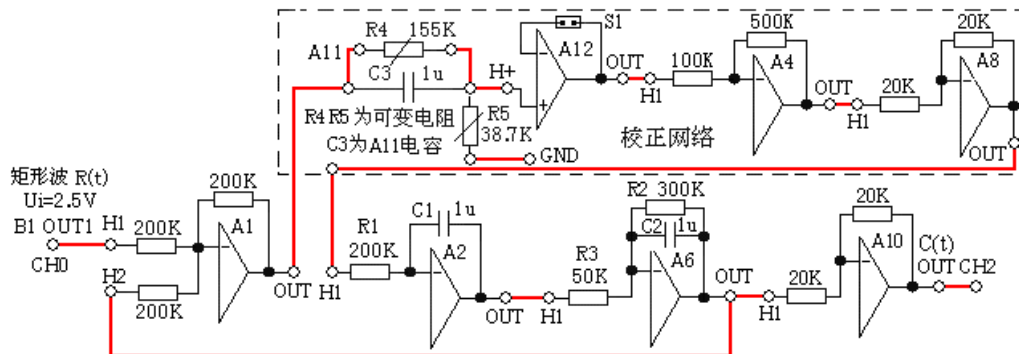 R4 155K
A11
C3
1u
R4 R5 为可变电阻
C3为A11电容
H+
R5
38.7K
GND
S1
A12
OUT
H1
100K
500K
A4
OUT
H1
20K
20K
A8
OUT
校正网络
矩形波 R(t)
Ui=2.5V
B1 OUT1 H1
CH0
H2
200K
200K
200K
A1
OUT
H1
R1
200K
C1
1u
A2
OUT
H1
R3
50K
R2 300K
C2
1u
A6
OUT
H1
20K
20K
A10
C(t)
OUT CH2